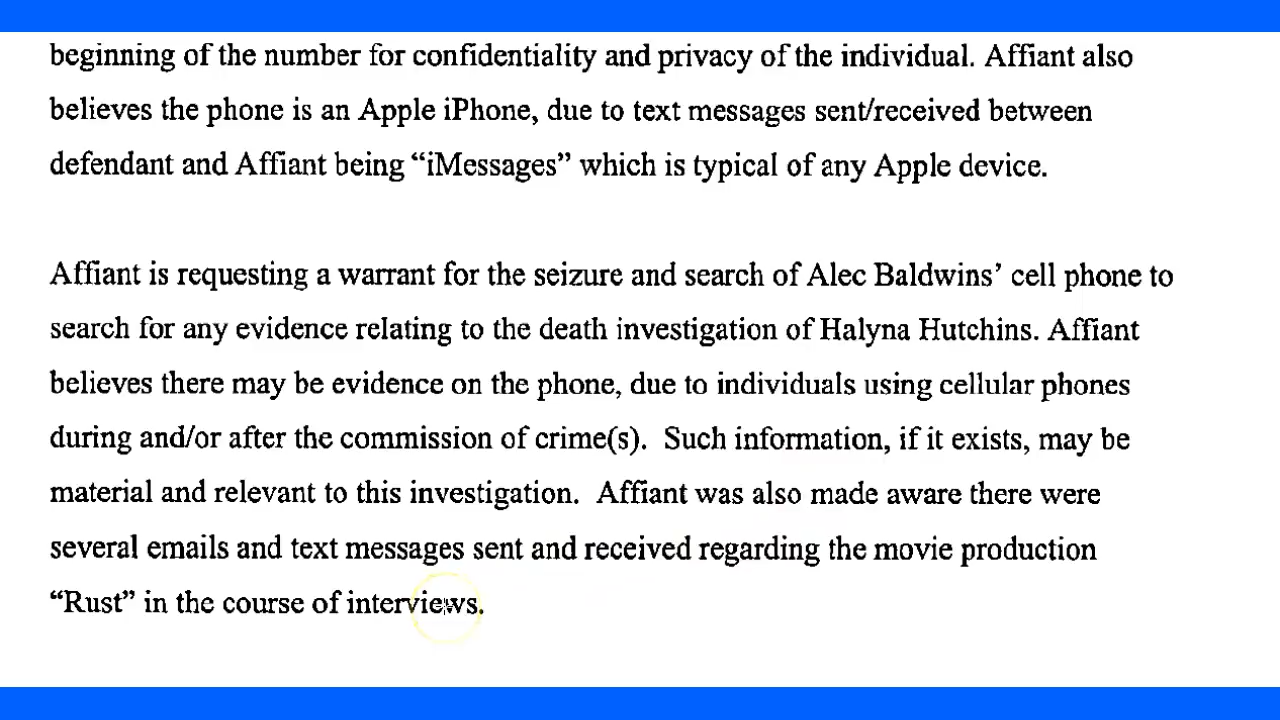 beginning of the number for confidentiality and privacy of the individual. Affiant also
believes the phone is an Apple iPhone, due to text messages sent/received between
defendant and Affiant being “iMessages” which is typical of any Apple device.
Affiant is requesting a warrant for the seizure and search of Alec Baldwins’ cell phone to
search for any evidence relating to the death investigation of Halyna Hutchins. Affiant
believes there may be evidence on the phone, due to individuals using cellular phones
during and/or after the commission of crime(s).  Such information, if it exists, may be
material and relevant to this investigation.  Affiant was also made aware there were
several emails and text messages sent and received regarding the movie production
“Rust” in the course of interviews.